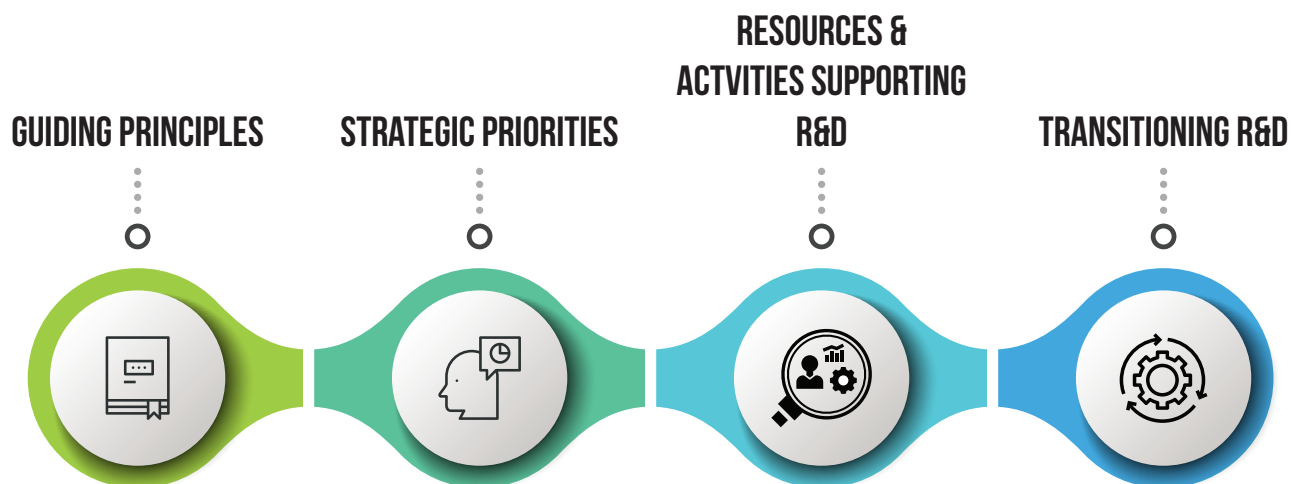 GUIDING PRINCIPLES
STRATEGIC PRIORITIES
RESOURCES &
ACTVITIES SUPPORTING
R&D
TRANSITIONING R&D